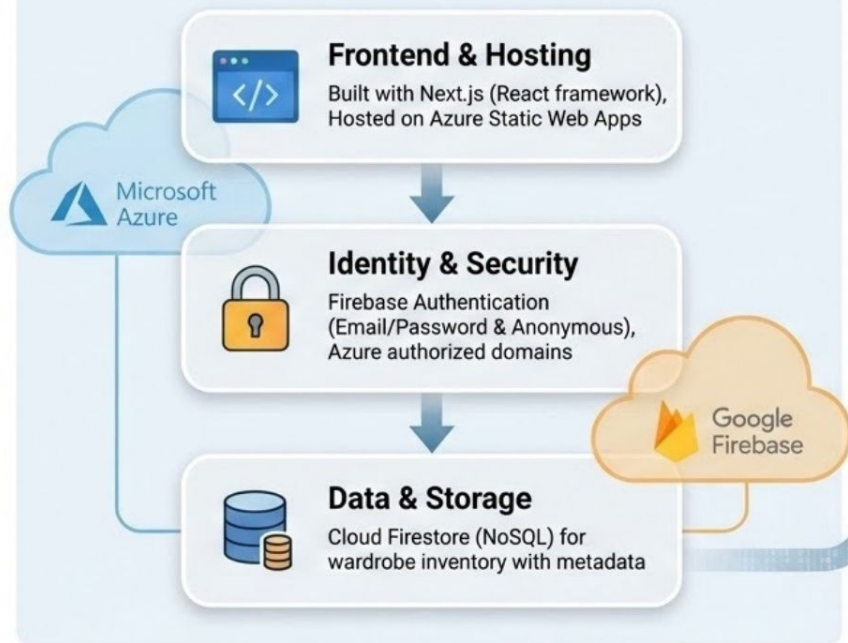 Frontend & Hosting
Built with Next.js (React framework),
Hosted on Azure Static Web Apps
Microsoft
Azure
Identity & Security
Firebase Authentication
(Email/Password & Anonymous),
Azure authorized domains
Google
Firebase
Data & Storage
Cloud Firestore (NoSQL) for
wardrobe inventory with metadata